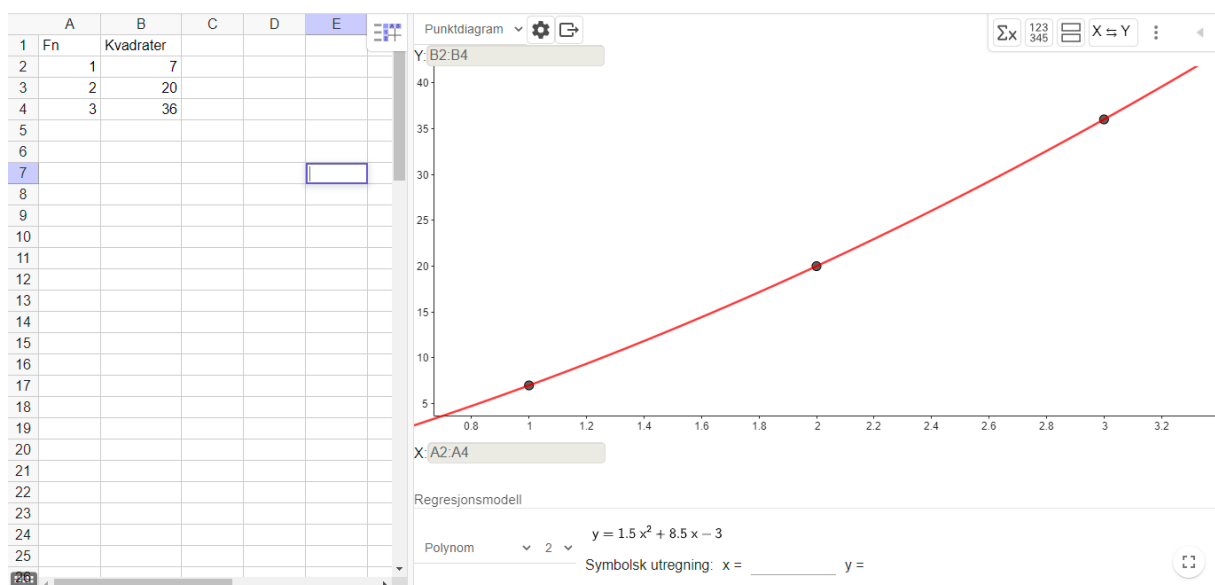 A B C D E
1 Fn Kvadrater
2 1 7
3 2 20
4 3 36
5
6
7
8
9
10
11
12
13
14
15
16
17
18
19
20
21
22
23
24
25
26
Punktdiagram
Σx 123 345 X ⇆ Y
Y: B2:B4
40
35
30
25
20
15
10
5
0.8 1 1.2 1.4 1.6 1.8 2 2.2 2.4 2.6 2.8 3 3.2
X: A2:A4
Regresjonsmodell
y = 1.5 x² + 8.5 x − 3
Polynom 2
Symbolsk utregning: x = y =